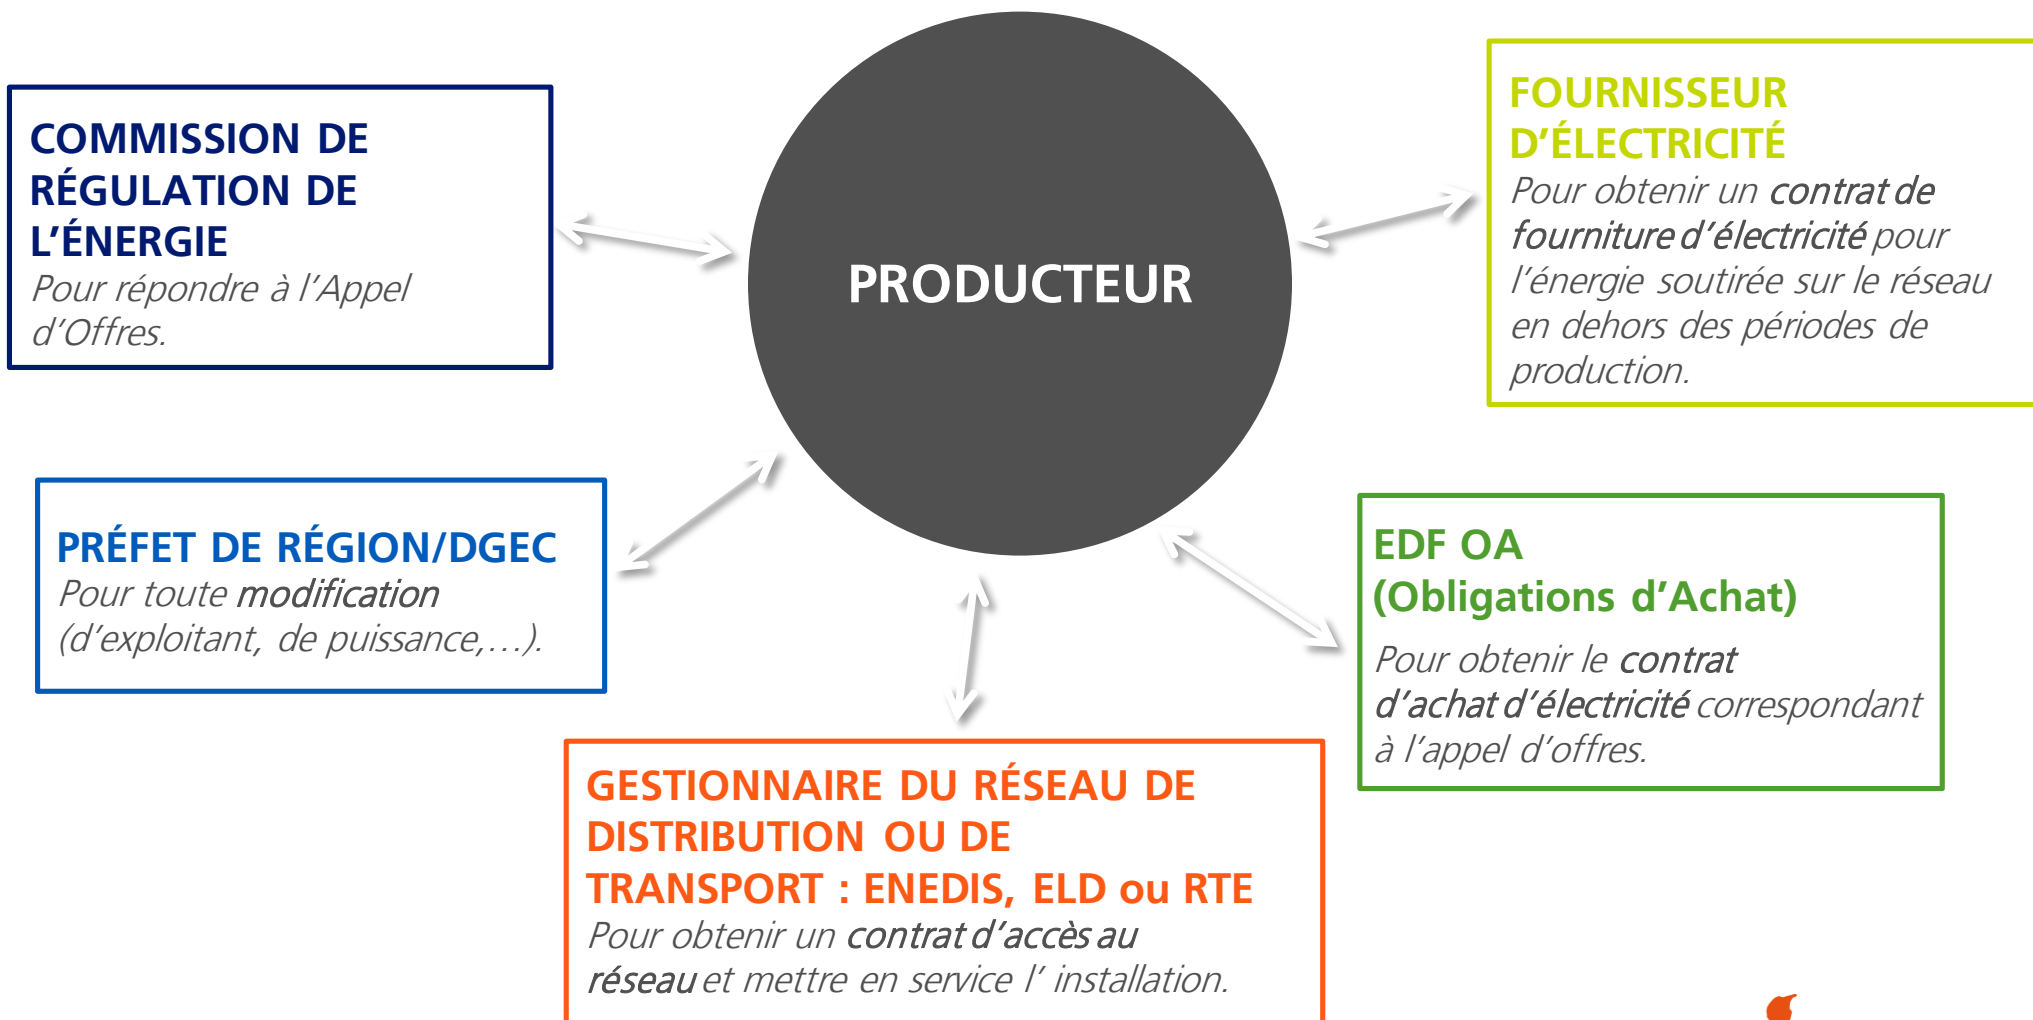 COMMISSION DE
RÉGULATION DE
L’ÉNERGIE
Pour répondre à l’Appel
d’Offres.
PRODUCTEUR
FOURNISSEUR
D’ÉLECTRICITÉ
Pour obtenir un contrat de
fourniture d’électricité pour
l’énergie soutirée sur le réseau
en dehors des périodes de
production.
PRÉFET DE RÉGION/DGEC
Pour toute modification
(d’exploitant, de puissance,…).
EDF OA
(Obligations d’Achat)
Pour obtenir le contrat
d’achat d’électricité correspondant
à l’appel d’offres.
GESTIONNAIRE DU RÉSEAU DE
DISTRIBUTION OU DE
TRANSPORT : ENEDIS, ELD ou RTE
Pour obtenir un contrat d’accès au
réseau et mettre en service l’ installation.